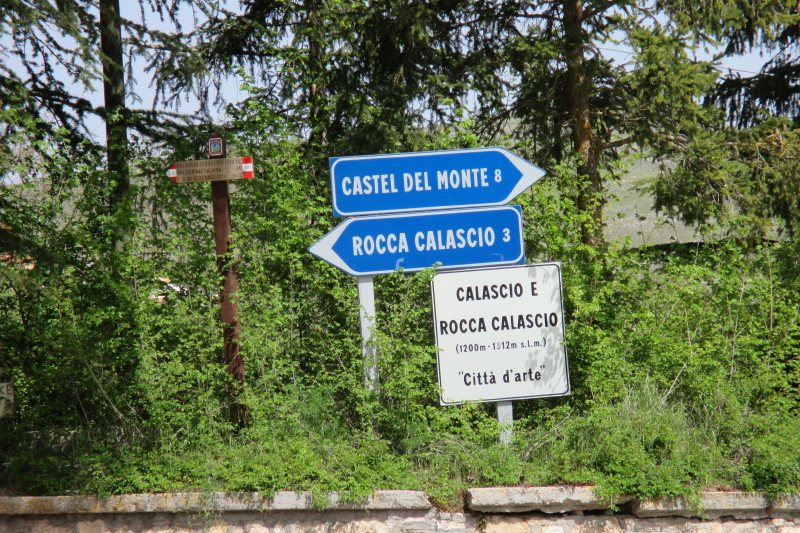 CASTEL DEL MONTE 8
ROCCA CALASCIO 3
CALASCIO E
ROCCA CALASCIO
(1200m - 1512m s.l.m.)
"Città d'arte"